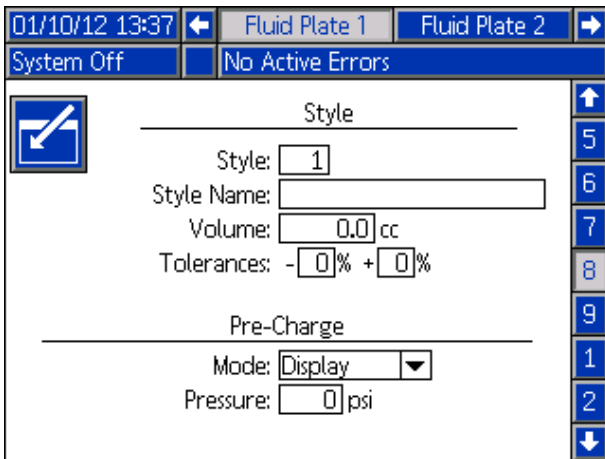 01/10/12 13:37 Fluid Plate 1 Fluid Plate 2
System Off No Active Errors
Style
5
Style: 1
6
Style Name:
7
Volume: 0.0 cc
Tolerances: - 0 % + 0 %
8
9
Pre-Charge
Mode: Display
1
Pressure: 0 psi
2